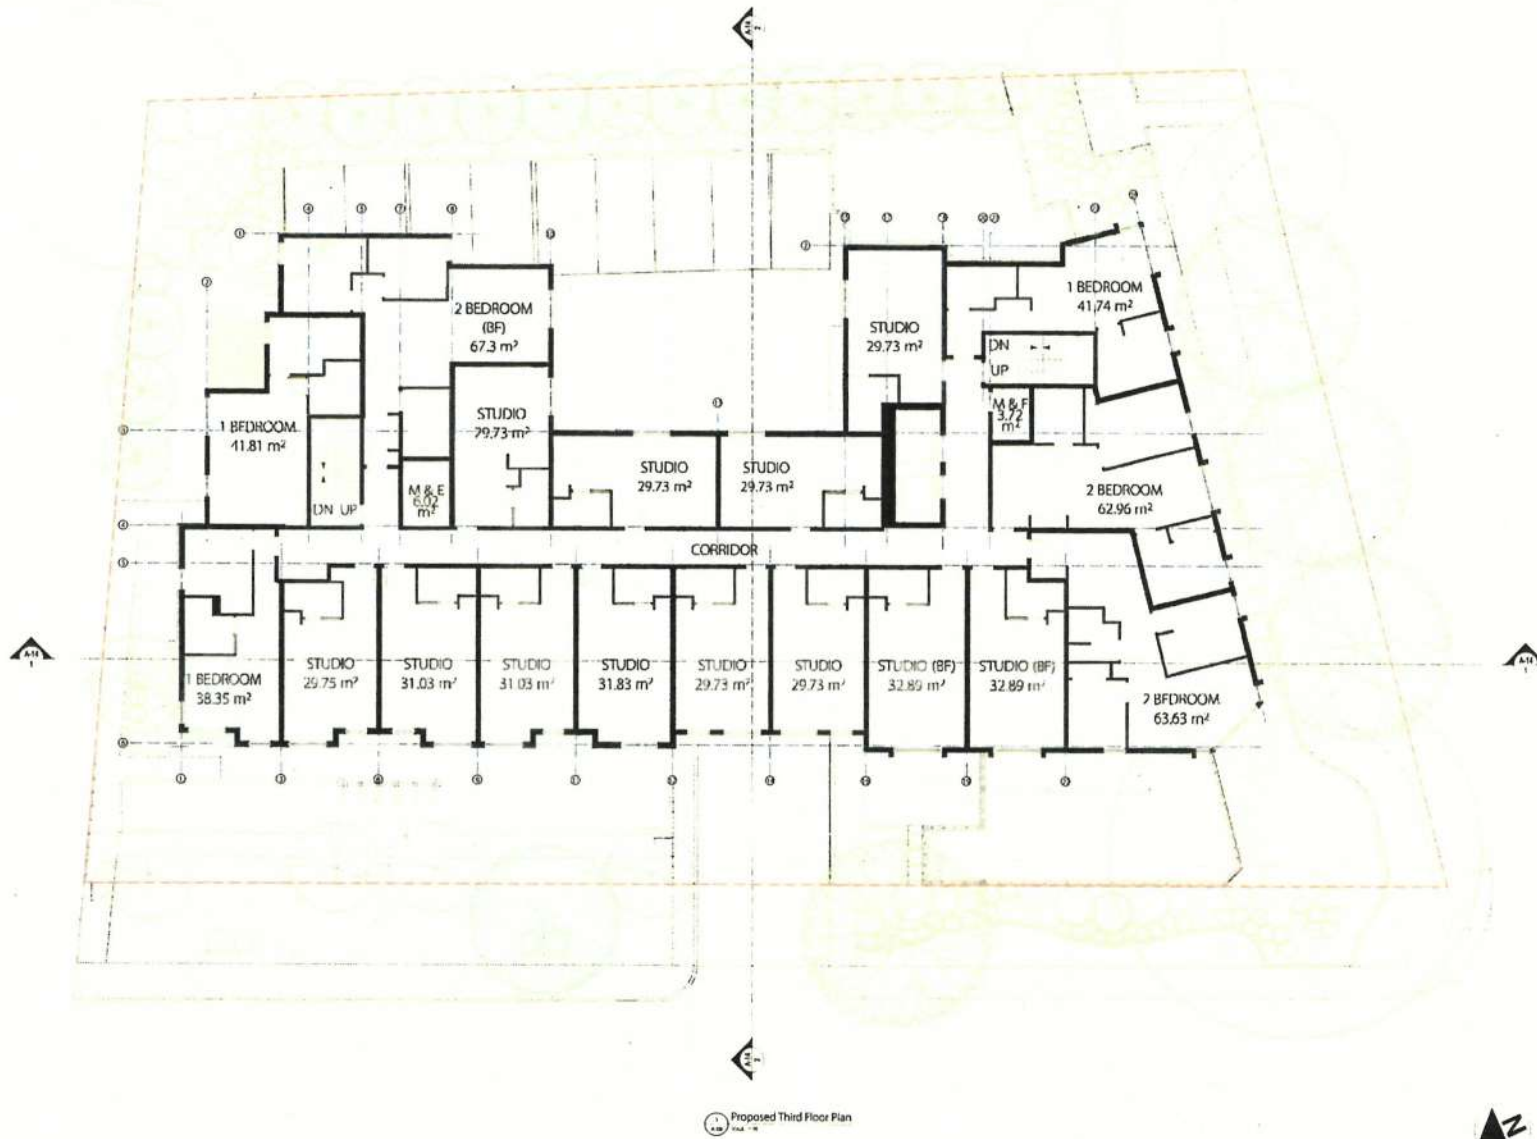 2 BEDROOM
(BF)
67.3 m²
1 BEDROOM
41.74 m²
STUDIO
29.73 m²
DN
UP
M & E
3.72
m²
1 BEDROOM
41.81 m²
STUDIO
29.73 m²
STUDIO
29.73 m²
STUDIO
29.73 m²
M & E
6.02
m²
DN UP
2 BEDROOM
62.96 m²
CORRIDOR
1 BEDROOM
38.35 m²
STUDIO
29.75 m²
STUDIO
31.03 m²
STUDIO
31.03 m²
STUDIO
31.83 m²
STUDIO
29.73 m²
STUDIO
29.73 m²
STUDIO (BF)
32.89 m²
STUDIO (BF)
32.89 m²
2 BEDROOM
63.63 m²
A-14
1
A-14
1
Proposed Third Floor Plan
N